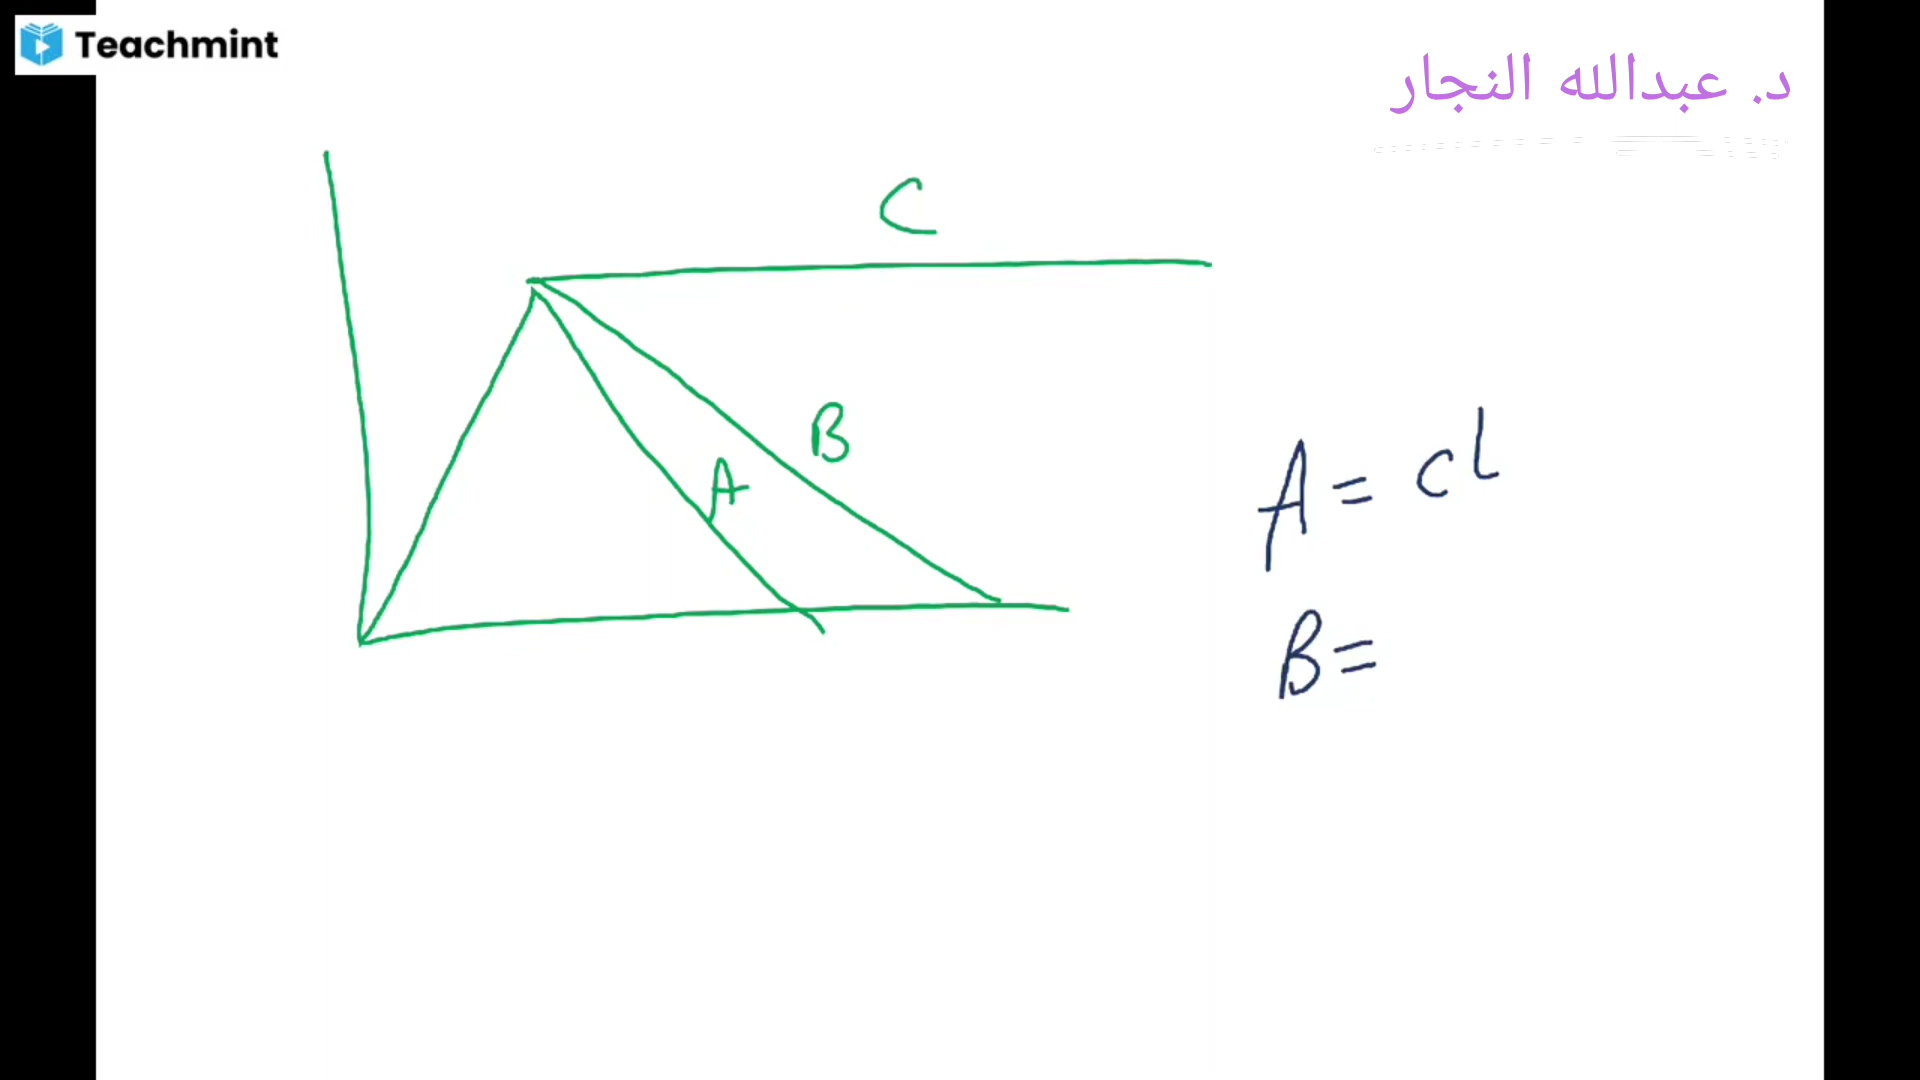 Teachmint
د. عبدالله النجار
C
B
A
A = cl
B =